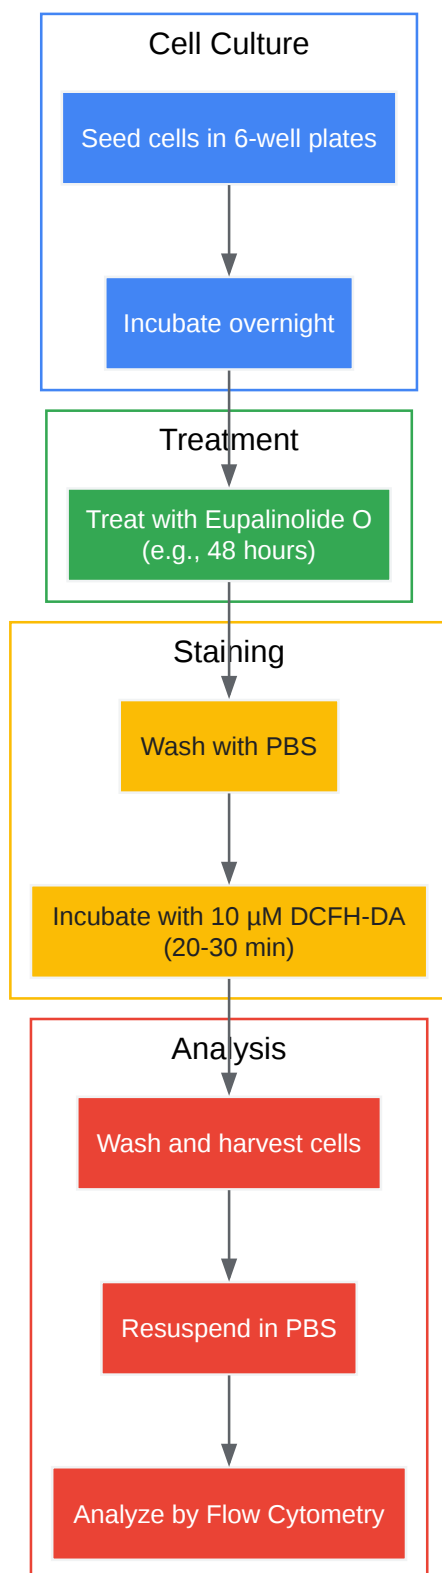 Cell Culture
Seed cells in 6-well plates
Incubate overnight
Treatment
Treat with Eupalinolide O
(e.g., 48 hours)
Staining
Wash with PBS
Incubate with 10 µM DCFH-DA
(20-30 min)
Analysis
Wash and harvest cells
Resuspend in PBS
Analyze by Flow Cytometry